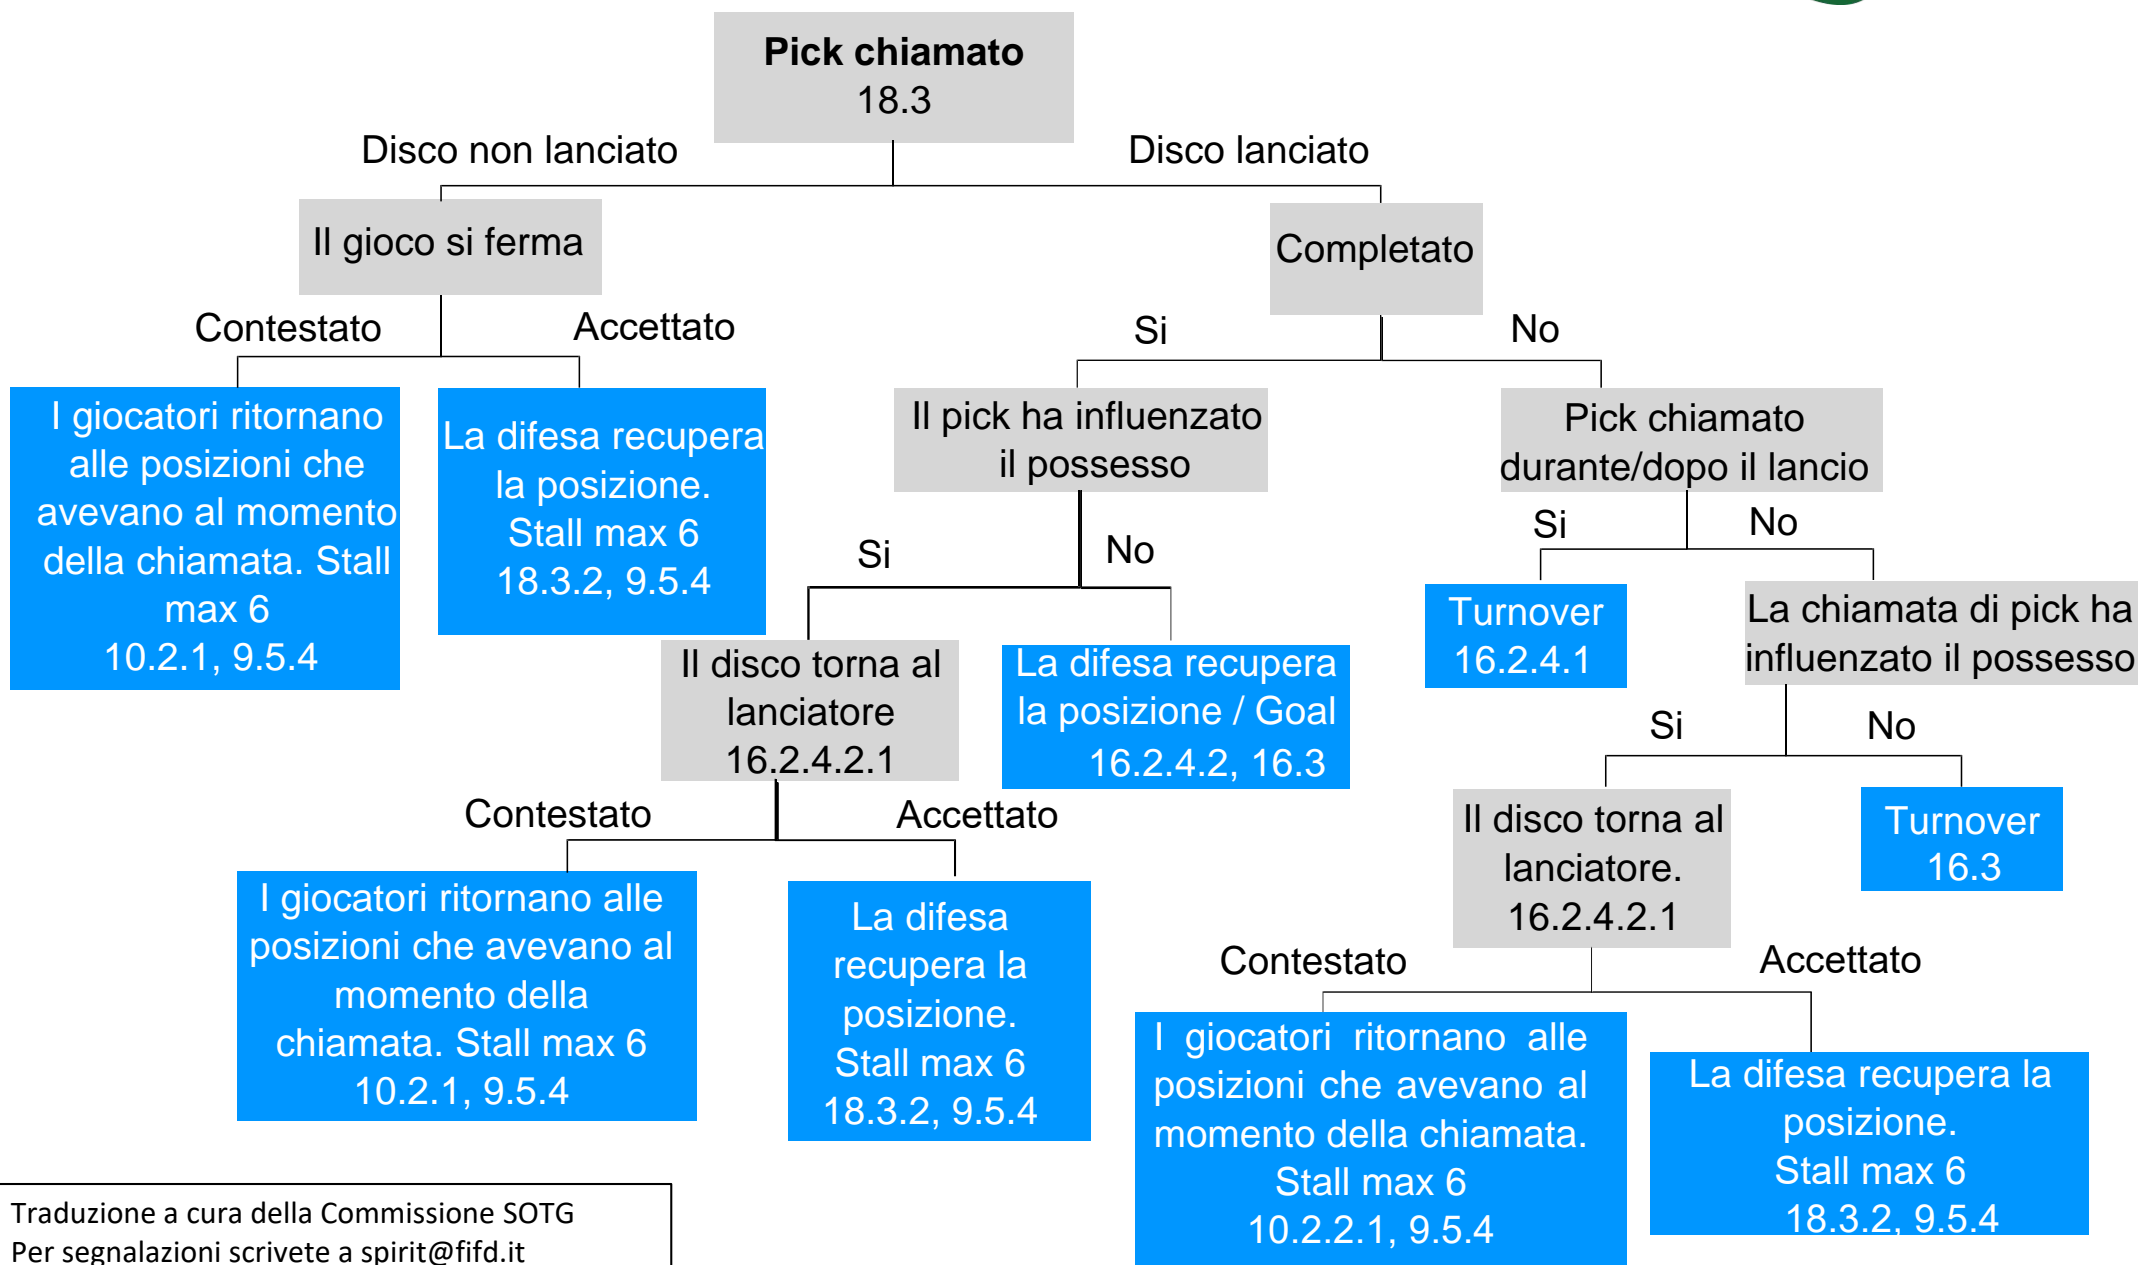 Pick chiamato
18.3
Disco non lanciato
Disco lanciato
Il gioco si ferma
Completato
Contestato
Accettato
Si
No
I giocatori ritornano
alle posizioni che
avevano al momento
della chiamata. Stall
max 6
10.2.1, 9.5.4
La difesa recupera
la posizione.
Stall max 6
18.3.2, 9.5.4
Il pick ha influenzato
il possesso
Pick chiamato
durante/dopo il lancio
Si
No
Si
No
Il disco torna al
lanciatore
16.2.4.2.1
La difesa recupera
la posizione / Goal
16.2.4.2, 16.3
Turnover
16.2.4.1
La chiamata di pick ha
influenzato il possesso
Si
No
Contestato
Accettato
Il disco torna al
lanciatore.
16.2.4.2.1
Turnover
16.3
I giocatori ritornano alle
posizioni che avevano al
momento della
chiamata. Stall max 6
10.2.1, 9.5.4
La difesa
recupera la
posizione.
Stall max 6
18.3.2, 9.5.4
Contestato
Accettato
I giocatori ritornano alle
posizioni che avevano al
momento della chiamata.
Stall max 6
10.2.2.1, 9.5.4
La difesa recupera la
posizione.
Stall max 6
18.3.2, 9.5.4
Traduzione a cura della Commissione SOTG
Per segnalazioni scrivete a spirit@fifd.it